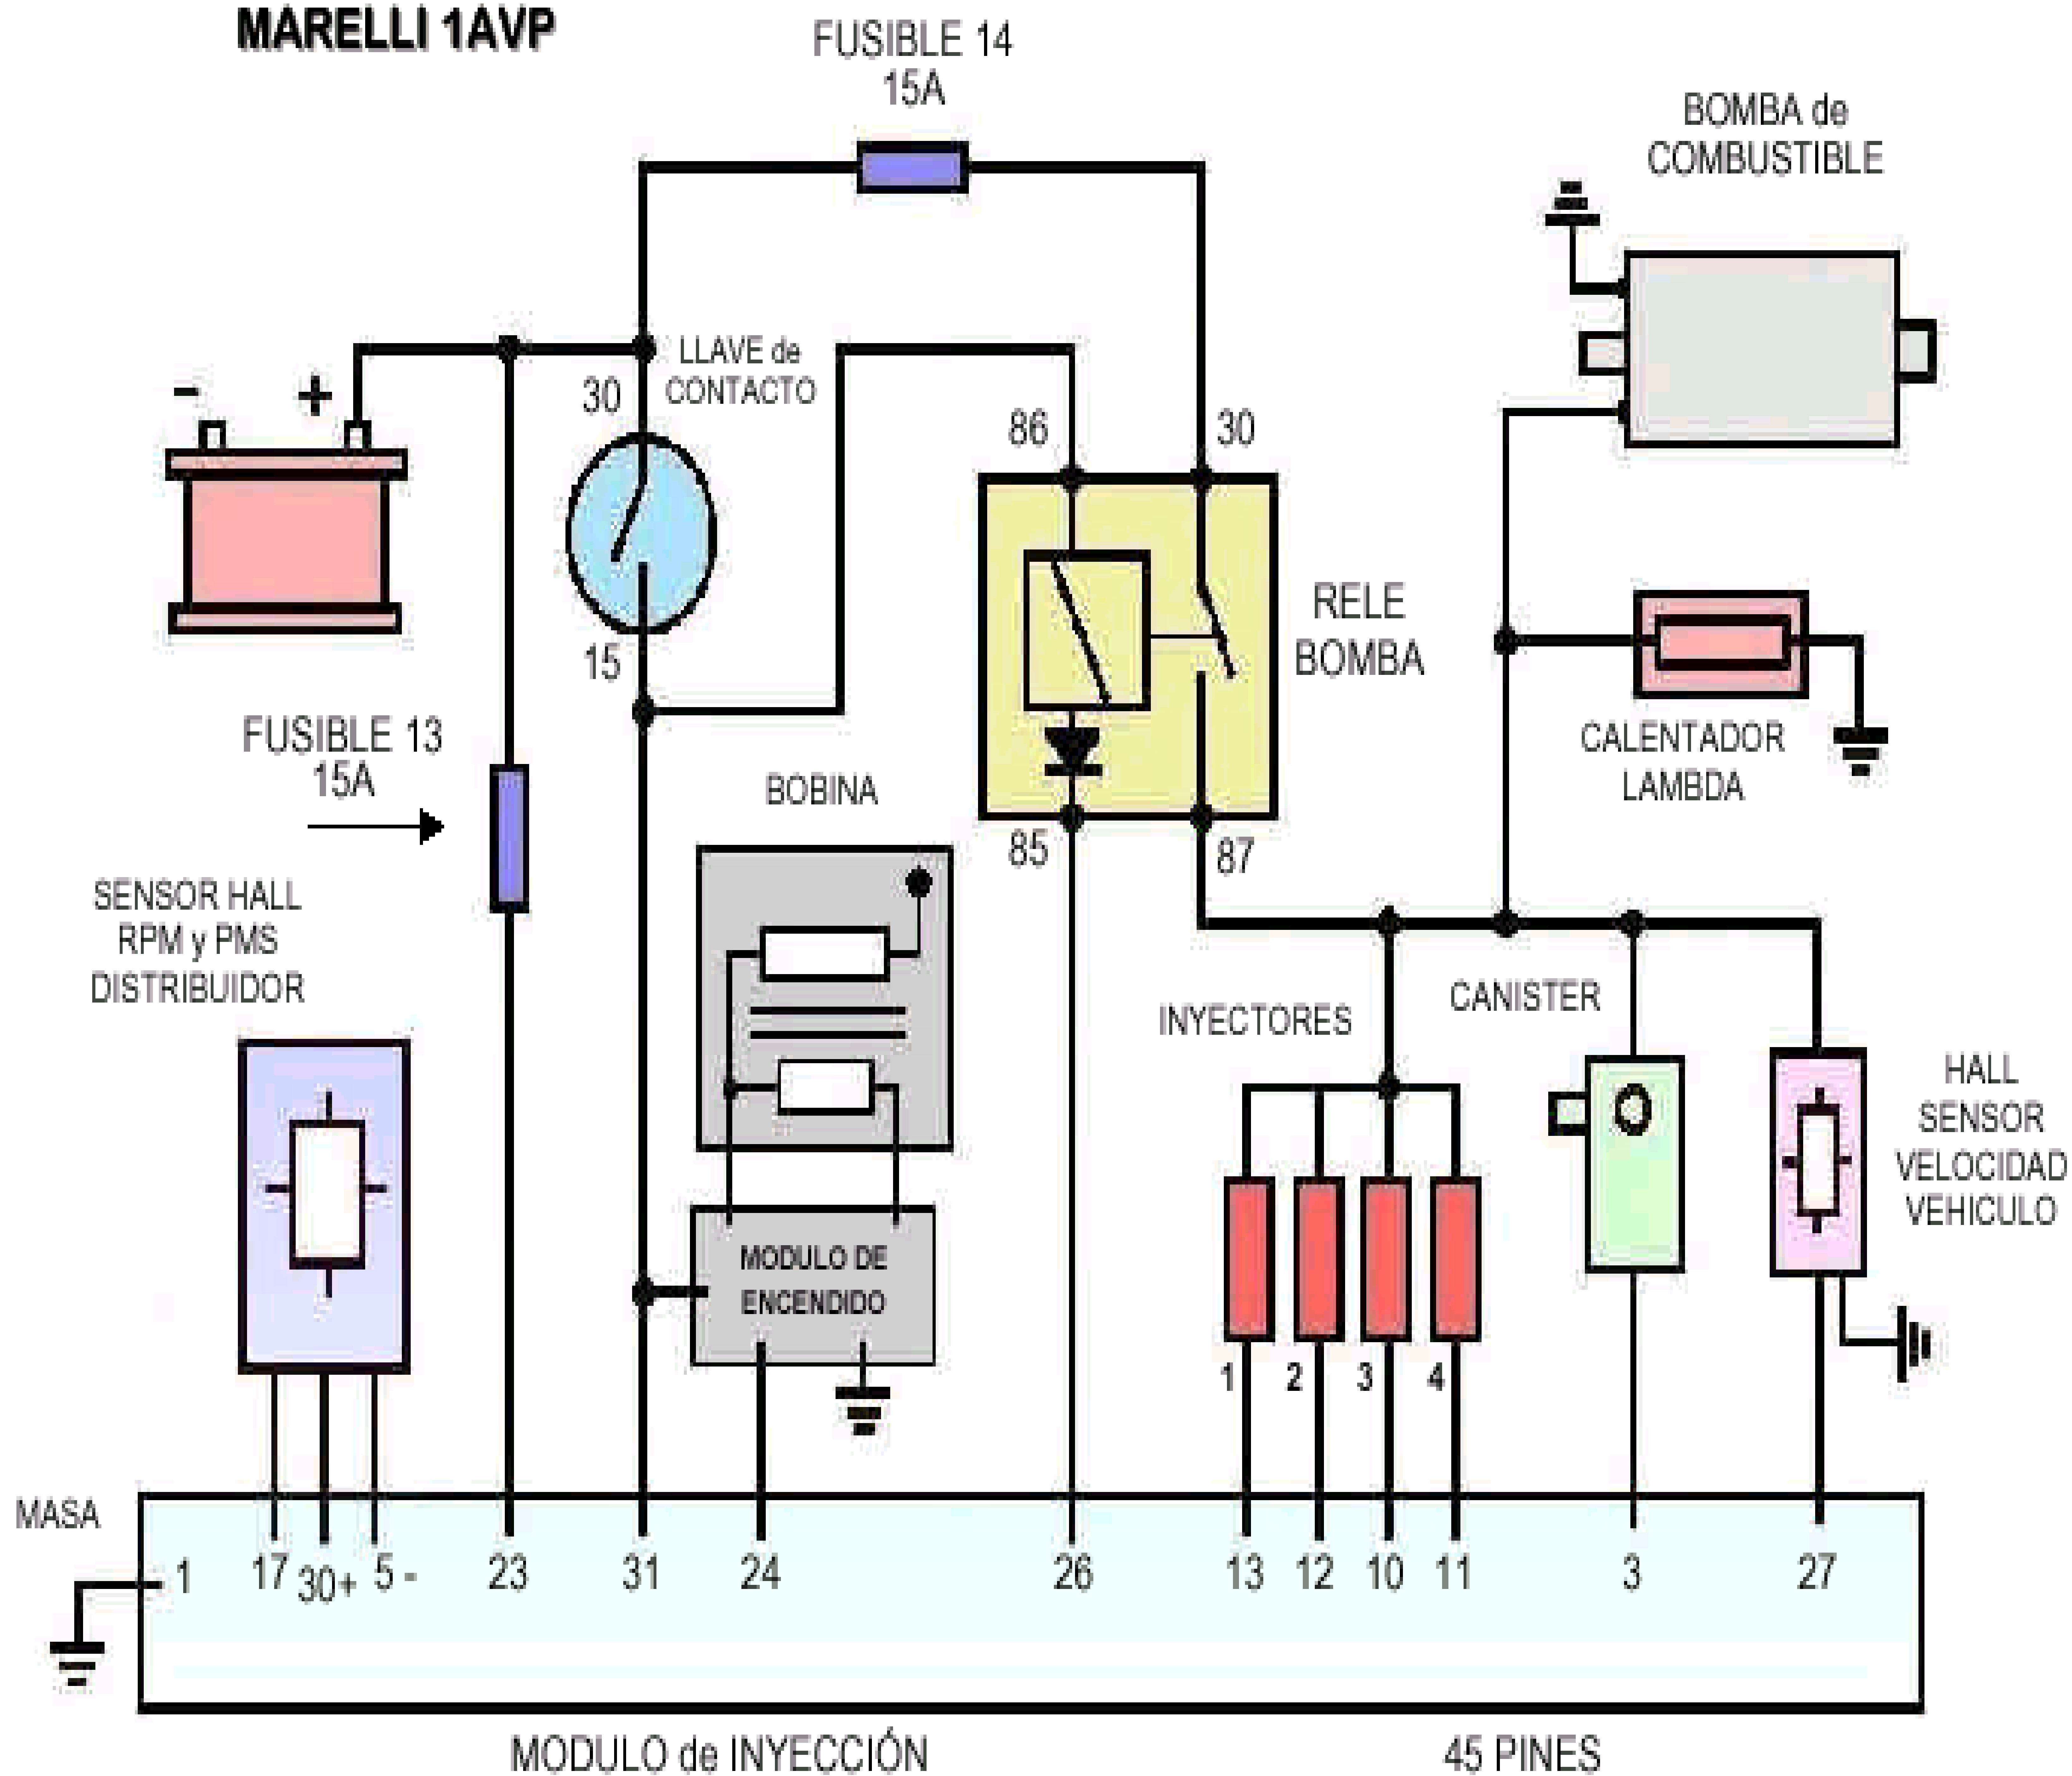 MARELLI 1AVP
FUSIBLE 14
15A
BOMBA de
COMBUSTIBLE
- +
LLAVE de
CONTACTO
30
15
86
30
RELE
BOMBA
85
87
FUSIBLE 13
15A
CALENTADOR
LAMBDA
BOBINA
SENSOR HALL
RPM y PMS
DISTRIBUIDOR
INYECTORES
CANISTER
HALL
SENSOR
VELOCIDAD
VEHICULO
MODULO DE
ENCENDIDO
1 2 3 4
MASA
1 17 30+ 5 - 23 31 24 26 13 12 10 11 3 27
MODULO de INYECCIÓN
45 PINES